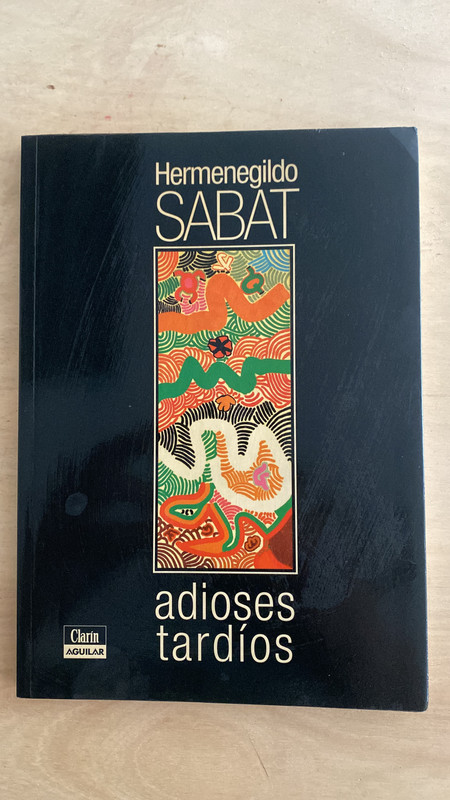 Hermenegildo
SABAT
adioses
tardíos
Clarín
AGUILAR